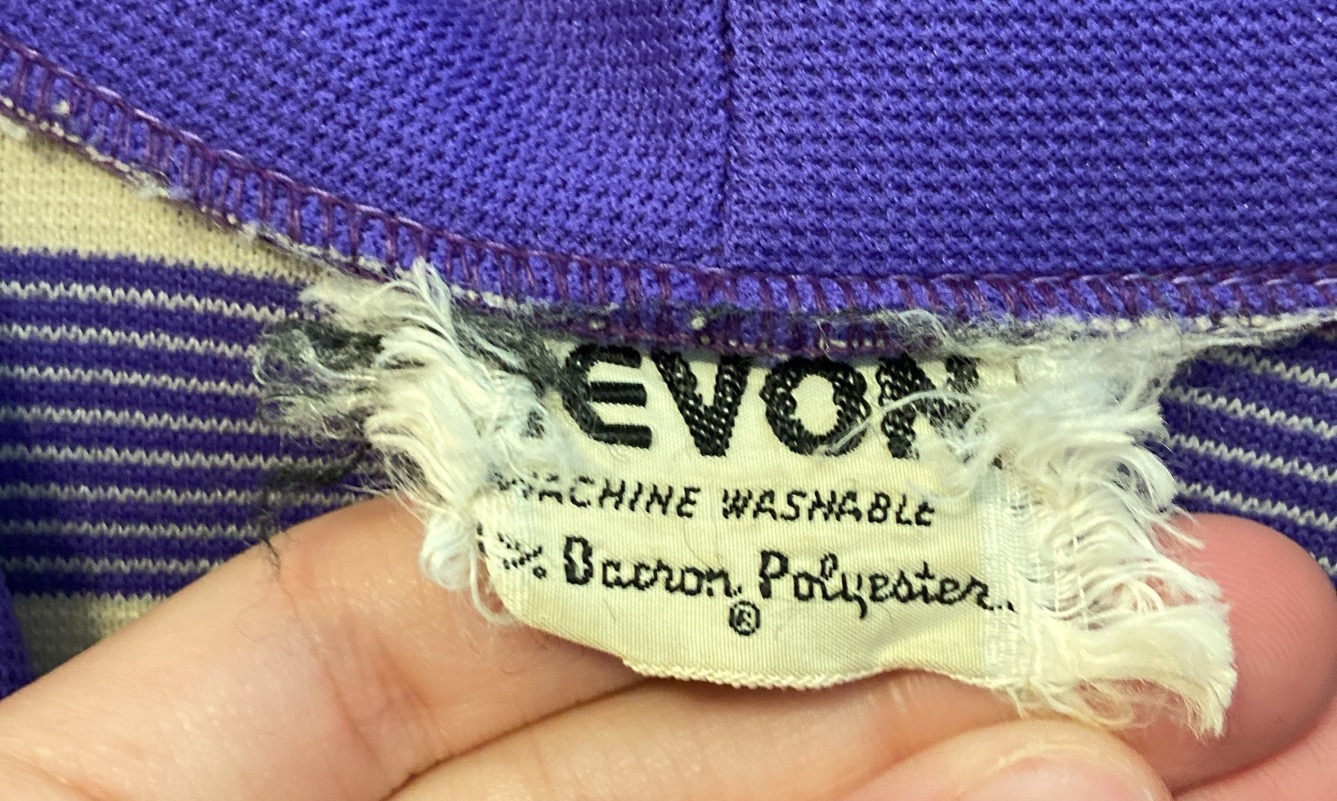 EVON
MACHINE WASHABLE
% Dacron Polyester.
®